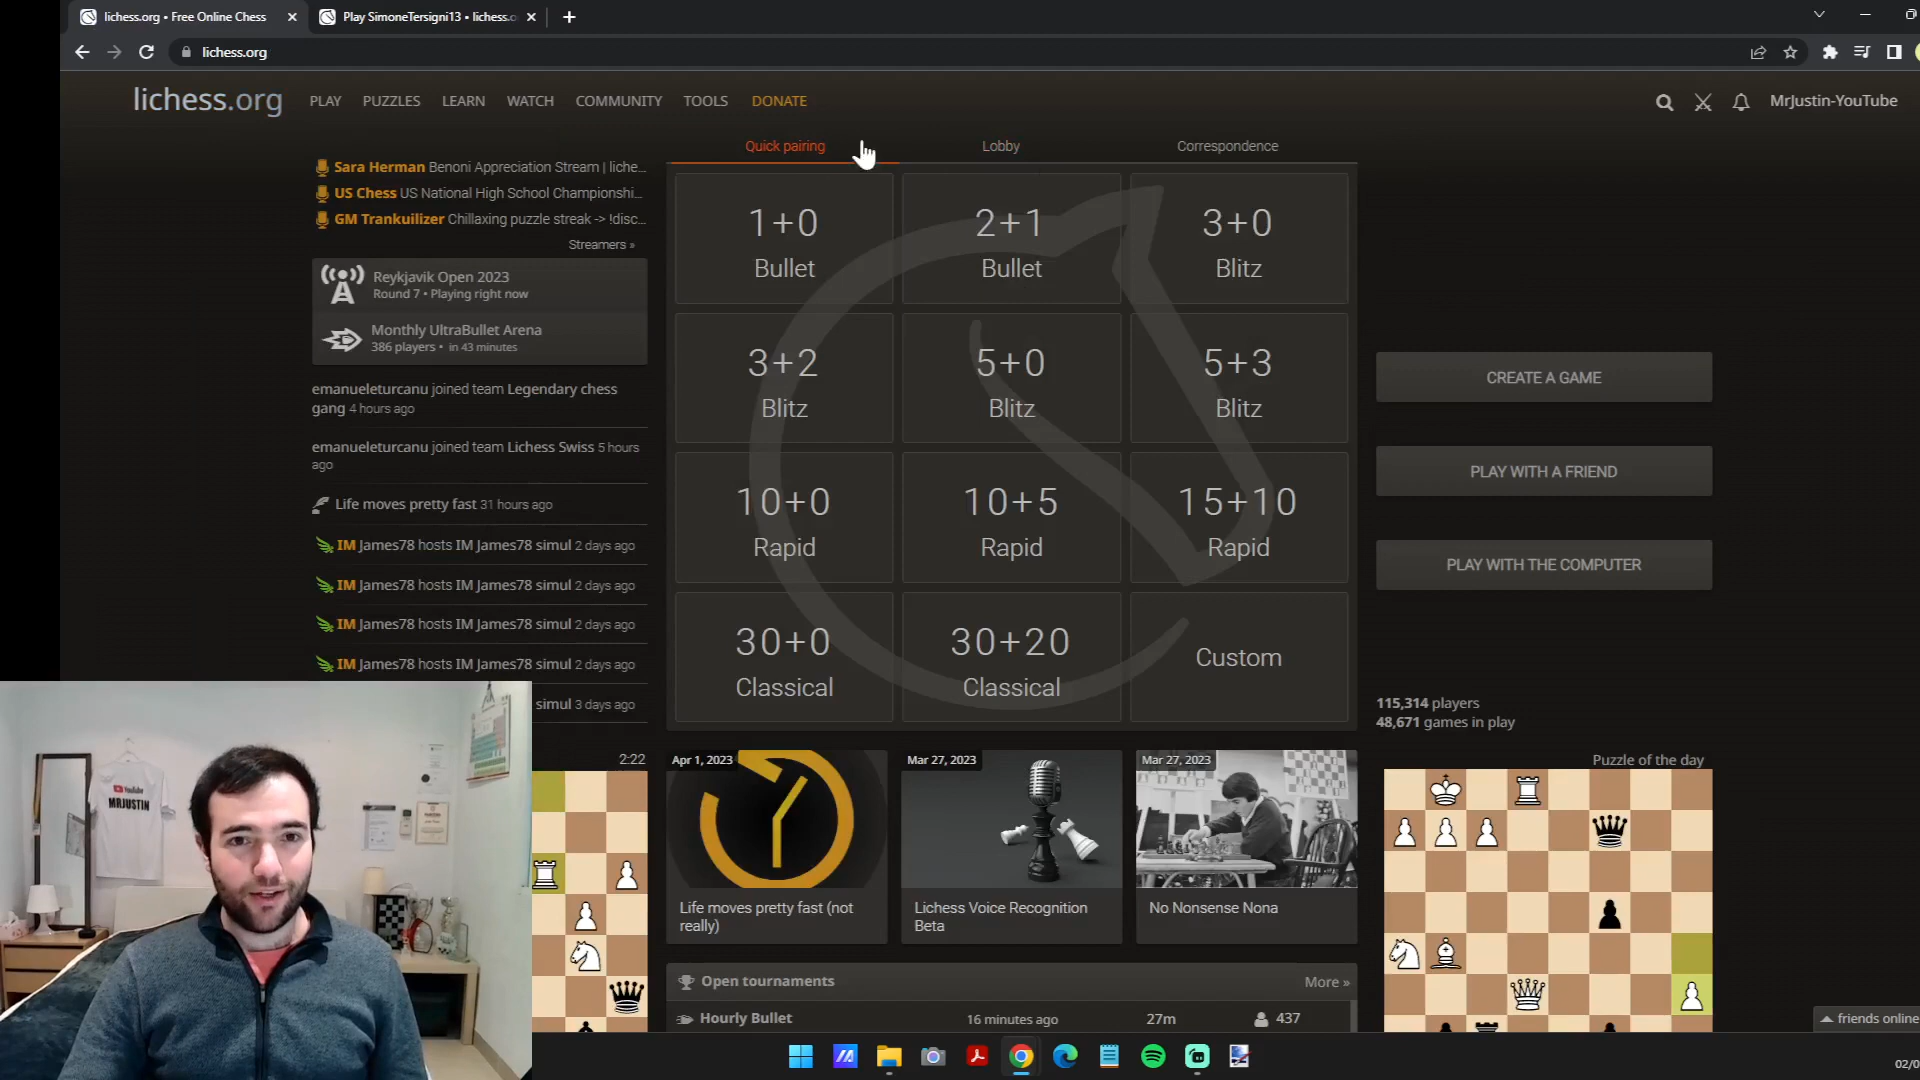 lichess.org • Free Online Chess
Play SimoneTersigni13 • lichess.o
lichess.org
lichess.org
PLAY
PUZZLES
LEARN
WATCH
COMMUNITY
TOOLS
DONATE
MrJustin-YouTube
Quick pairing
Lobby
Correspondence
Sara Herman Benoni Appreciation Stream | liche...
US Chess US National High School Championshi...
GM Trankuilizer Chillaxing puzzle streak -> !disc...
Streamers »
Reykjavik Open 2023
Round 7 • Playing right now
Monthly UltraBullet Arena
386 players • in 43 minutes
emanueleturcanu joined team Legendary chess
gang 4 hours ago
emanueleturcanu joined team Lichess Swiss 5 hours
ago
Life moves pretty fast 31 hours ago
IM James78 hosts IM James78 simul 2 days ago
IM James78 hosts IM James78 simul 2 days ago
IM James78 hosts IM James78 simul 2 days ago
IM James78 hosts IM James78 simul 2 days ago
simul 3 days ago
1+0
Bullet
2+1
Bullet
3+0
Blitz
3+2
Blitz
5+0
Blitz
5+3
Blitz
10+0
Rapid
10+5
Rapid
15+10
Rapid
30+0
Classical
30+20
Classical
Custom
CREATE A GAME
PLAY WITH A FRIEND
PLAY WITH THE COMPUTER
115,314 players
48,671 games in play
YouTube
MRJUSTIN
2:22
Apr 1, 2023
Life moves pretty fast (not
really)
Mar 27, 2023
Lichess Voice Recognition
Beta
Mar 27, 2023
No Nonsense Nona
Puzzle of the day
Open tournaments
More »
Hourly Bullet
16 minutes ago
27m
437
friends online
02/0